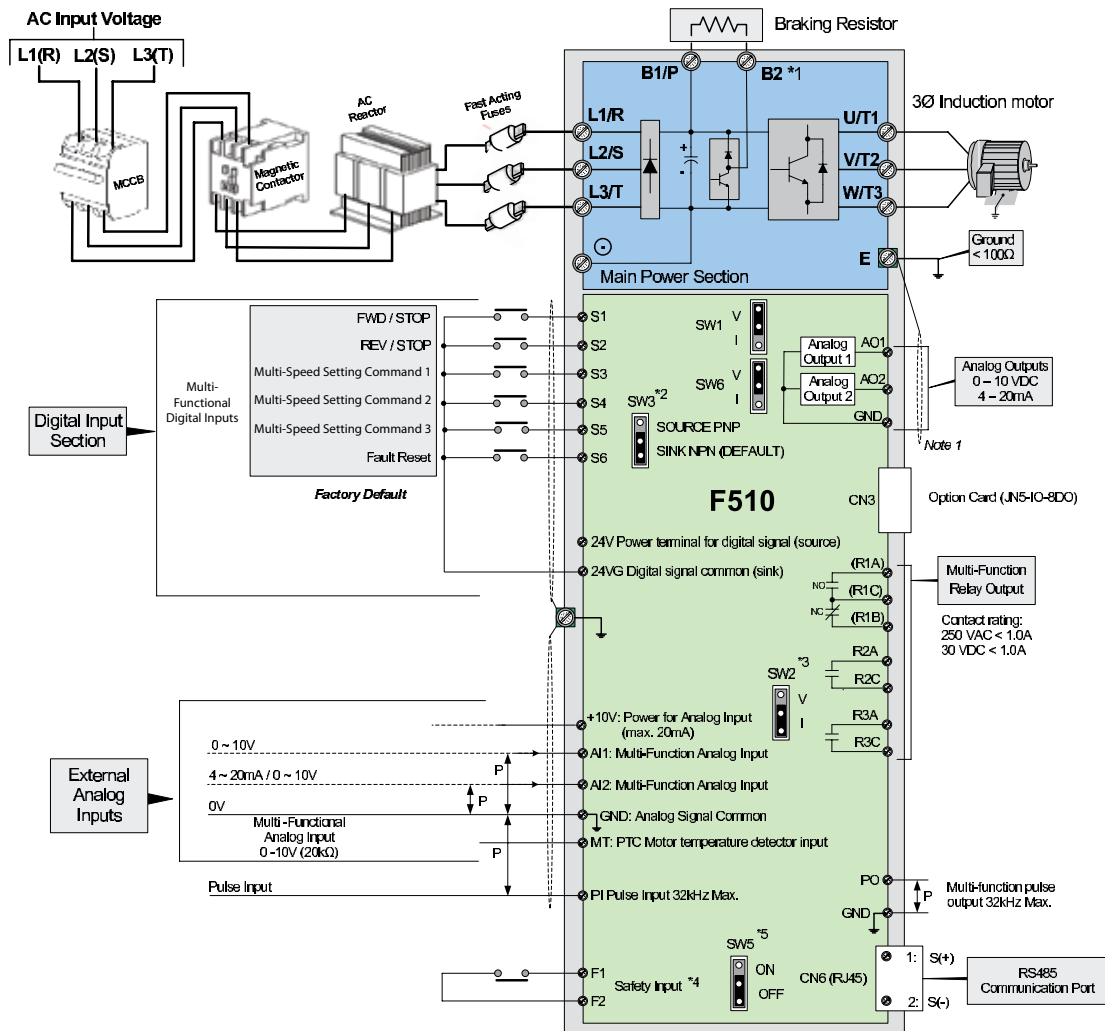 AC Input Voltage
L1(R) L2(S) L3(T)
MCCB
Magnetic
Contactor
AC
Reactor
Fast Acting
Fuses
Braking Resistor
B1/P
B2 *1
L1/R
L2/S
L3/T
+
-
U/T1
V/T2
W/T3
3Ø Induction motor
Main Power Section
E
Ground
< 100Ω
Digital Input
Section
Multi-
Functional
Digital Inputs
FWD / STOP
REV / STOP
Multi-Speed Setting Command 1
Multi-Speed Setting Command 2
Multi-Speed Setting Command 3
Fault Reset
Factory Default
S1
S2
S3
S4
S5
S6
SW1
V
I
SW6
V
I
SW3 *2
SOURCE PNP
SINK NPN (DEFAULT)
Analog
Output 1
AO1
Analog
Output 2
AO2
GND
Analog Outputs
0 – 10 VDC
4 – 20mA
Note 1
F510
CN3
Option Card (JN5-IO-8DO)
24V Power terminal for digital signal (source)
24VG Digital signal common (sink)
(R1A)
NO
(R1C)
NC
(R1B)
R2A
R2C
R3A
R3C
Multi-Function
Relay Output
Contact rating:
250 VAC < 1.0A
30 VDC < 1.0A
SW2 *3
V
I
External
Analog
Inputs
0 ~ 10V
4 ~ 20mA / 0 ~ 10V
0V
Multi -Functional
Analog Input
0 -10V (20kΩ)
Pulse Input
P
P
P
+10V: Power for Analog Input
(max. 20mA)
AI1: Multi-Function Analog Input
AI2: Multi-Function Analog Input
GND: Analog Signal Common
MT: PTC Motor temperature detector input
PI Pulse Input 32kHz Max.
PO
P
GND
Multi-function pulse
output 32kHz Max.
F1
F2
Safety Input *4
SW5 *5
ON
OFF
CN6 (RJ45)
1: S(+)
2: S(-)
RS485
Communication Port